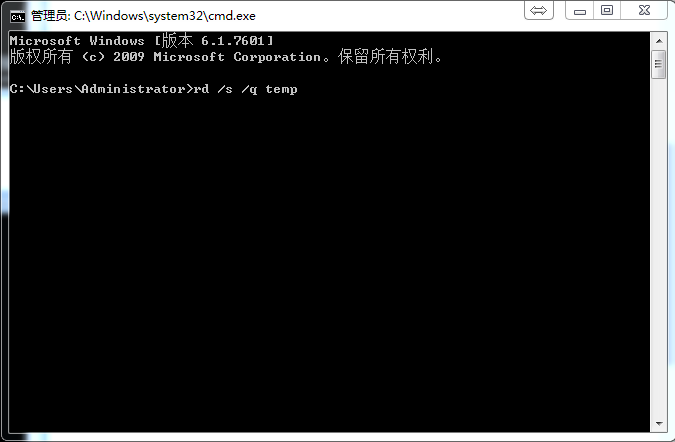 管理员: C:\Windows\system32\cmd.exe
Microsoft Windows [版本 6.1.7601]
版权所有 (c) 2009 Microsoft Corporation。保留所有权利。
C:\Users\Administrator>rd /s /q temp